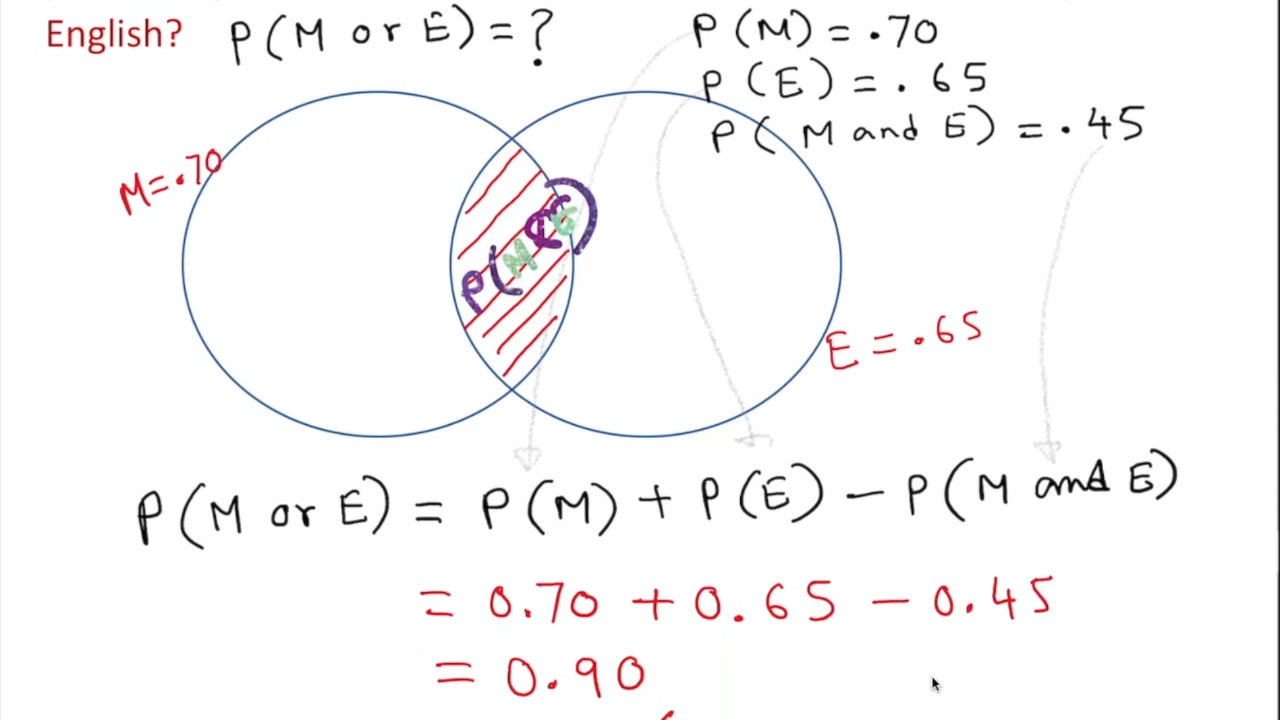 English? P(M or E) = ?
P(M) = .70
P(E) = .65
P(M and E) = .45
M = .70
P(M & E)
E = .65
P(M or E) = P(M) + P(E) - P(M and E)
= 0.70 + 0.65 - 0.45
= 0.90